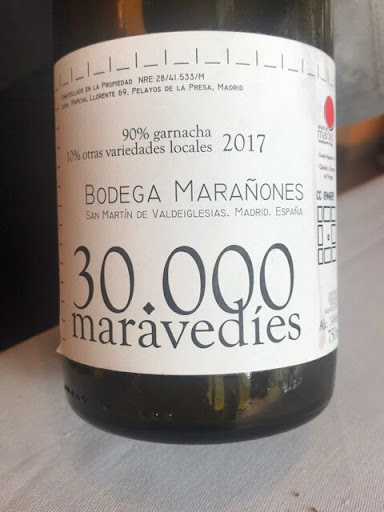 Embotellado en la Propiedad NRE:28/41.533/M
Marcial Llorente 69, Pelayos de la Presa, Madrid
90% garnacha
10% otras variedades locales 2017
Bodega Marañones
San Martín de Valdeiglesias. Madrid. España
30.000
maravedíes